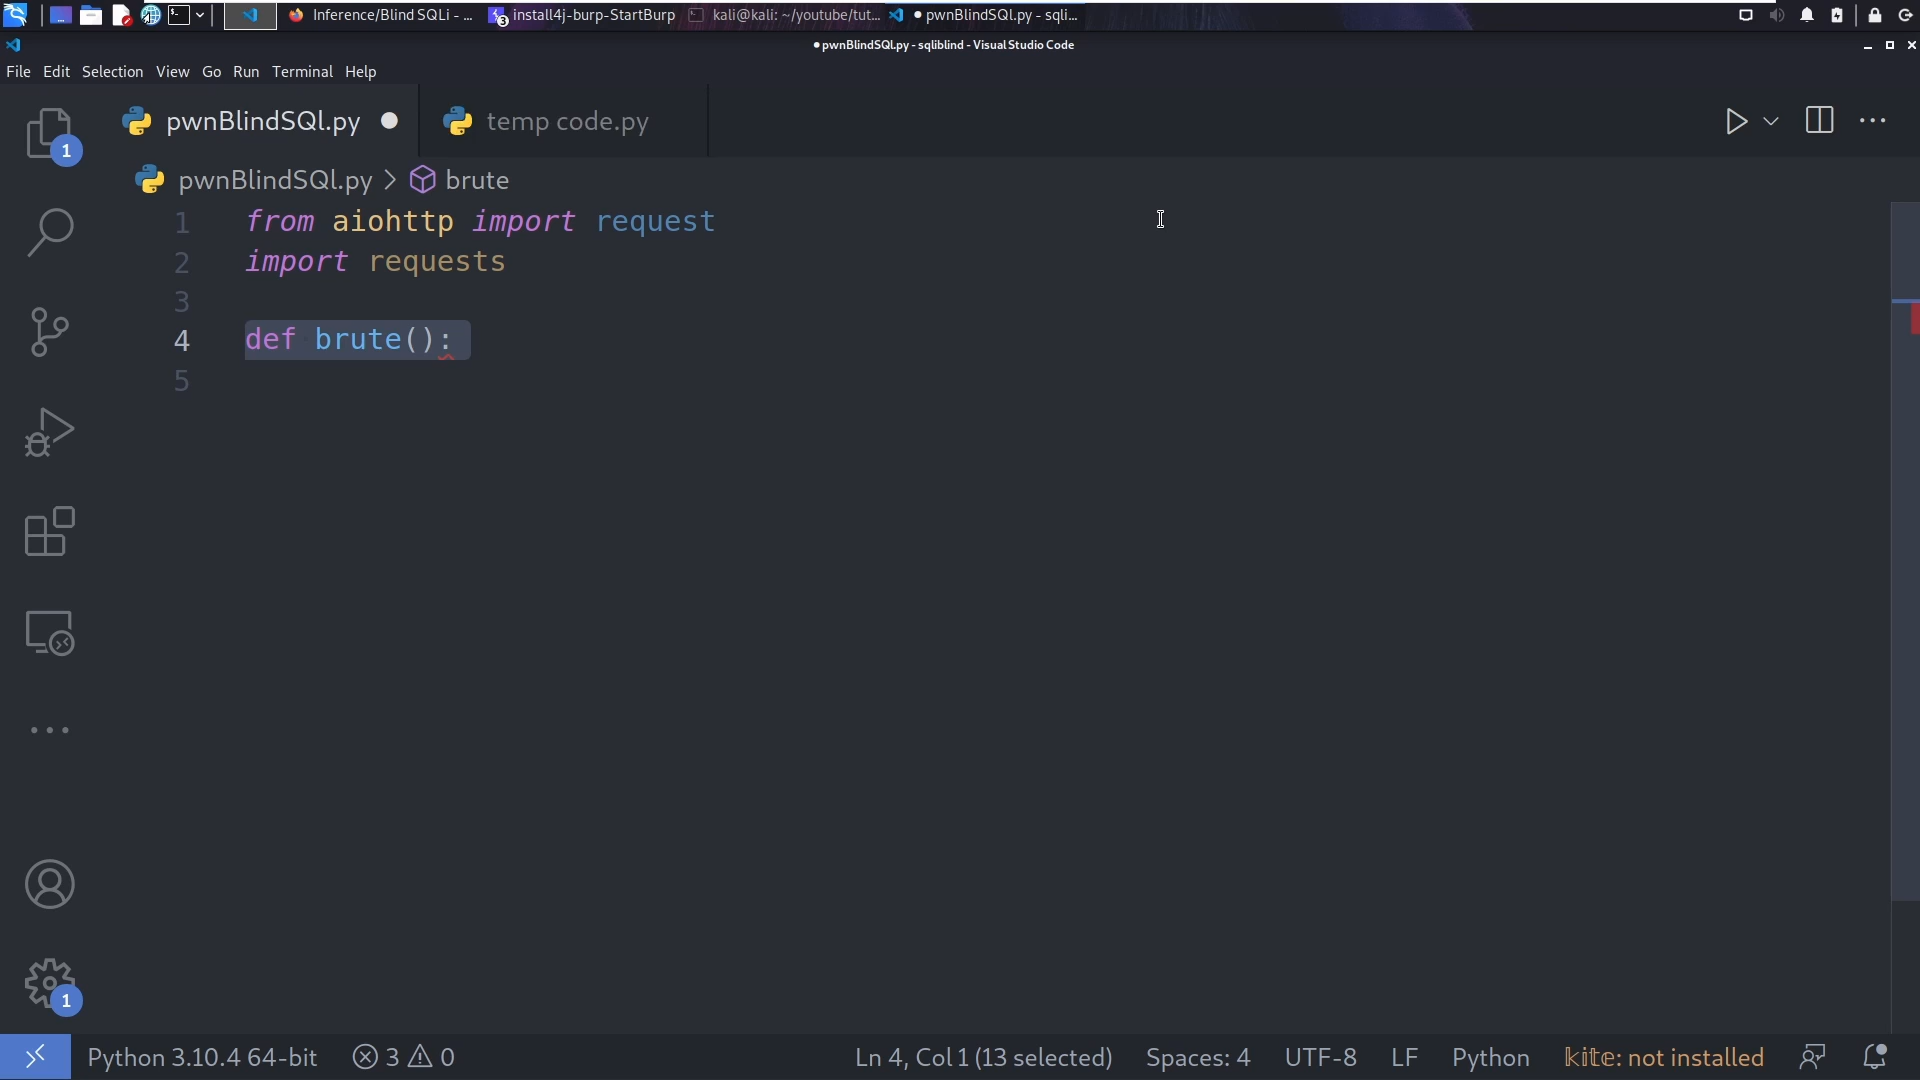 Inference/Blind SQLi - ...
3
install4j-burp-StartBurp
kali@kali: ~/youtube/tut...
● pwnBlindSQl.py - sqli...
● pwnBlindSQl.py - sqliblind - Visual Studio Code
File Edit Selection View Go Run Terminal Help
pwnBlindSQl.py ●
temp code.py
1
pwnBlindSQl.py > brute
1 from aiohttp import request
2 import requests
3
4 def brute():
5
1
Python 3.10.4 64-bit 3 0 Ln 4, Col 1 (13 selected) Spaces: 4 UTF-8 LF Python kite: not installed